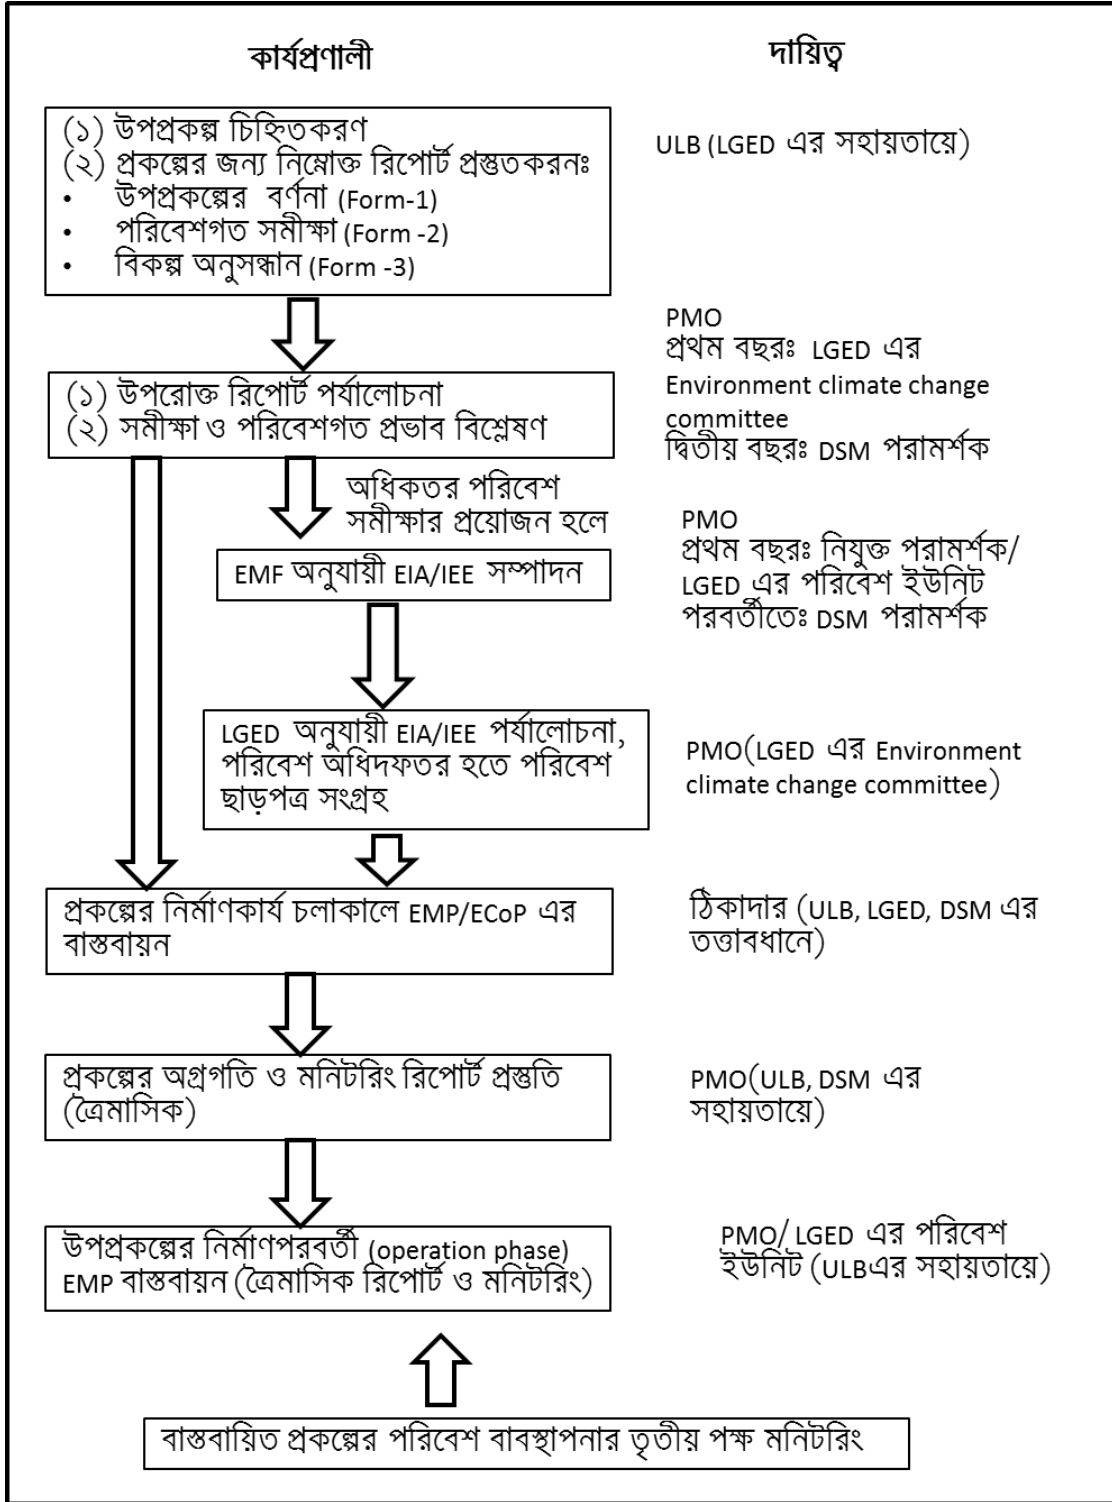 কার্যপ্রণালী
দায়িত্ব
(১) উপপ্রকল্প চিহ্নিতকরণ
(২) প্রকল্পের জন্য নিম্নোক্ত রিপোর্ট প্রস্তুতকরনঃ
• উপপ্রকল্পের বর্ণনা (Form-1)
• পরিবেশগত সমীক্ষা (Form -2)
• বিকল্প অনুসন্ধান (Form -3)
ULB (LGED এর সহায়তায়ে)
(১) উপরোক্ত রিপোর্ট পর্যালোচনা
(২) সমীক্ষা ও পরিবেশগত প্রভাব বিশ্লেষণ
PMO
প্রথম বছরঃ LGED এর
Environment climate change
committee
দ্বিতীয় বছরঃ DSM পরামর্শক
অধিকতর পরিবেশ
সমীক্ষার প্রয়োজন হলে
EMF অনুযায়ী EIA/IEE সম্পাদন
PMO
প্রথম বছরঃ নিযুক্ত পরামর্শক/
LGED এর পরিবেশ ইউনিট
পরবর্তীতেঃ DSM পরামর্শক
LGED অনুযায়ী EIA/IEE পর্যালোচনা,
পরিবেশ অধিদফতর হতে পরিবেশ
ছাড়পত্র সংগ্রহ
PMO(LGED এর Environment
climate change committee)
প্রকল্পের নির্মাণকার্য চলাকালে EMP/ECoP এর
বাস্তবায়ন
ঠিকাদার (ULB, LGED, DSM এর
তত্তাবধানে)
প্রকল্পের অগ্রগতি ও মনিটরিং রিপোর্ট প্রস্তুতি
(ত্রৈমাসিক)
PMO(ULB, DSM এর
সহায়তায়ে)
উপপ্রকল্পের নির্মাণপরবর্তী (operation phase)
EMP বাস্তবায়ন (ত্রৈমাসিক রিপোর্ট ও মনিটরিং)
PMO/ LGED এর পরিবেশ
ইউনিট (ULBএর সহায়তায়ে)
বাস্তবায়িত প্রকল্পের পরিবেশ বাবস্থাপনার তৃতীয় পক্ষ মনিটরিং